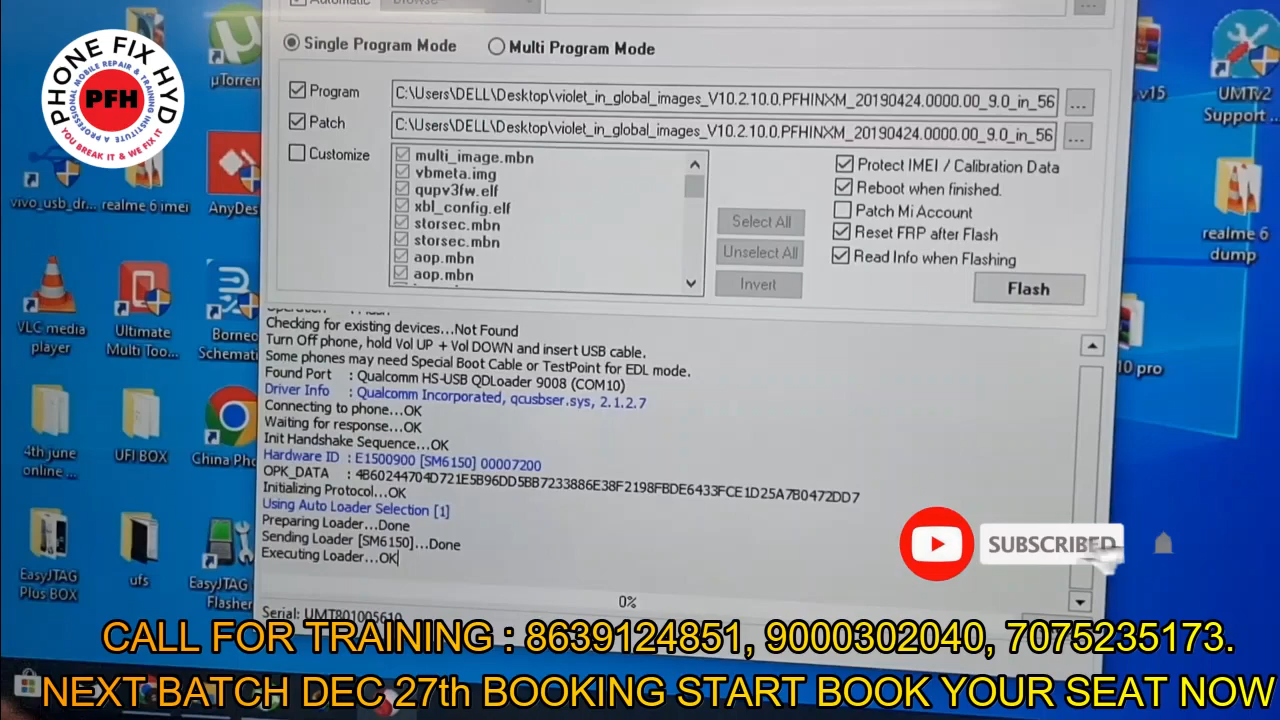 Automatic
Single Program Mode
Multi Program Mode
Program
C:\Users\DELL\Desktop\violet_in_global_images_V10.2.10.0.PFHINXM_20190424.0000.00_9.0_in_56
...
Patch
C:\Users\DELL\Desktop\violet_in_global_images_V10.2.10.0.PFHINXM_20190424.0000.00_9.0_in_56
...
Customize
multi_image.mbn
vbmeta.img
qupv3fw.elf
xbl_config.elf
storsec.mbn
storsec.mbn
aop.mbn
aop.mbn
Select All
Unselect All
Invert
Protect IMEI / Calibration Data
Reboot when finished.
Patch Mi Account
Reset FRP after Flash
Read Info when Flashing
Flash
Checking for existing devices...Not Found
Turn Off phone, hold Vol UP + Vol DOWN and insert USB cable.
Some phones may need Special Boot Cable or TestPoint for EDL mode.
Found Port : Qualcomm HS-USB QDLoader 9008 (COM10)
Driver Info : Qualcomm Incorporated, qcusbser.sys, 2.1.2.7
Connecting to phone...OK
Waiting for response...OK
Init Handshake Sequence...OK
Hardware ID : E1500900 [SM6150] 00007200
OPK_DATA : 4B60244704D721E5B96DD5BB7233886E38F2198FBDE6433FCE1D25A7B0472DD7
Initializing Protocol...OK
Using Auto Loader Selection [1]
Preparing Loader...Done
Sending Loader [SM6150]...Done
Executing Loader...OK
0%
Serial: UMT801005610
PHONE FIX HYD
PROFESSIONAL MOBILE REPAIR & TRAINING INSTITUTE
PFH
YOU BREAK IT & WE FIX IT
µTorrent
vivo_usb_dr...
realme 6 imei
AnyDes
VLC media
player
Ultimate
Multi Too...
Borneo
Schemati
4th june
online ...
UFI BOX
China Pho
EasyJTAG
Plus BOX
ufs
EasyJTAG
Flasher
v15
UMTv2
Support ...
realme 6
dump
10 pro
SUBSCRIBED
CALL FOR TRAINING : 8639124851, 9000302040, 7075235173.
NEXT BATCH DEC 27th BOOKING START BOOK YOUR SEAT NOW